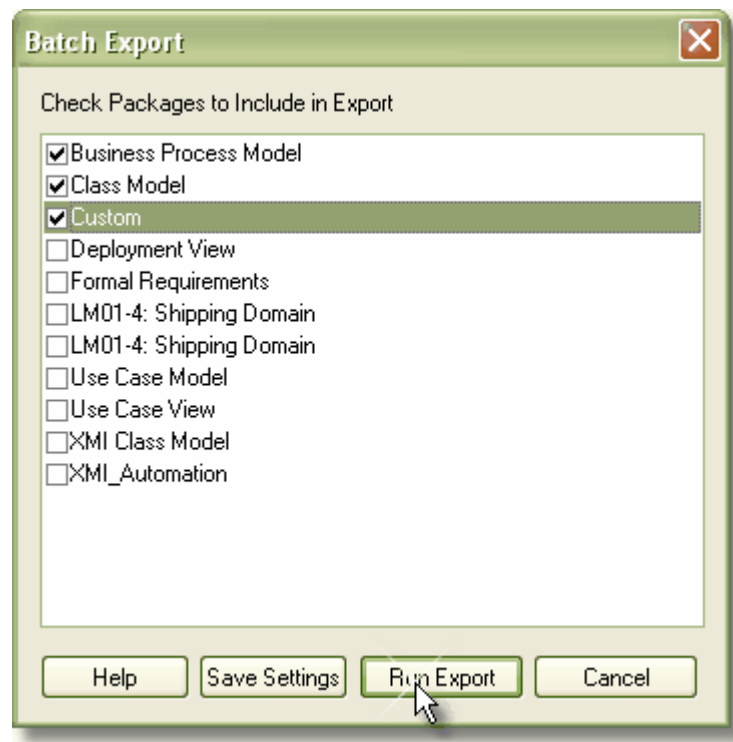 Batch Export
Check Packages to Include in Export
Business Process Model
Class Model
Custom
Deployment View
Formal Requirements
LM01-4: Shipping Domain
LM01-4: Shipping Domain
Use Case Model
Use Case View
XMI Class Model
XMI_Automation
Help Save Settings Run Export Cancel